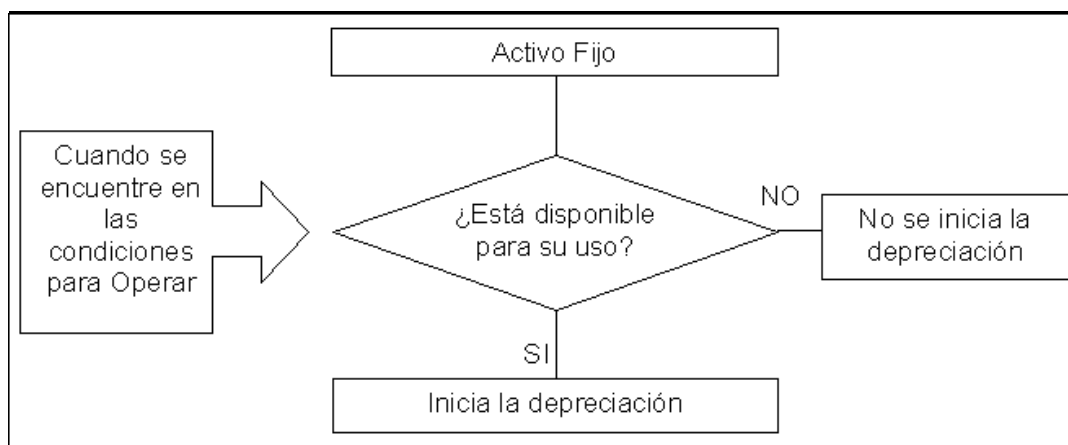 Activo Fijo
Cuando se
encuentre en
las
condiciones
para Operar
¿Está disponible
para su uso?
NO
No se inicia la
depreciación
SI
Inicia la depreciación